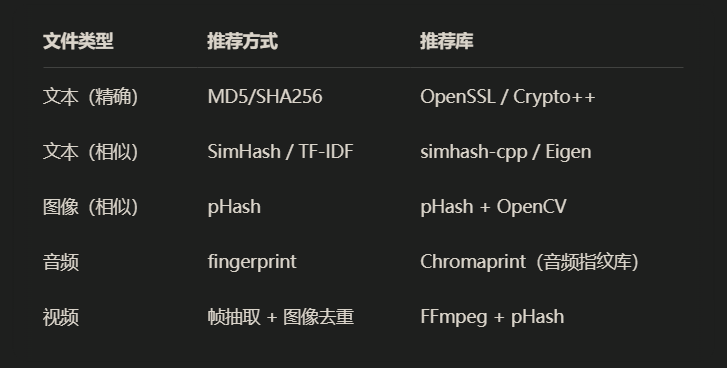 文件类型 推荐方式 推荐库
文本（精确） MD5/SHA256 OpenSSL / Crypto++
文本（相似） SimHash / TF-IDF simhash-cpp / Eigen
图像（相似） pHash pHash + OpenCV
音频 fingerprint Chromaprint（音频指纹库）
视频 帧抽取 + 图像去重 FFmpeg + pHash